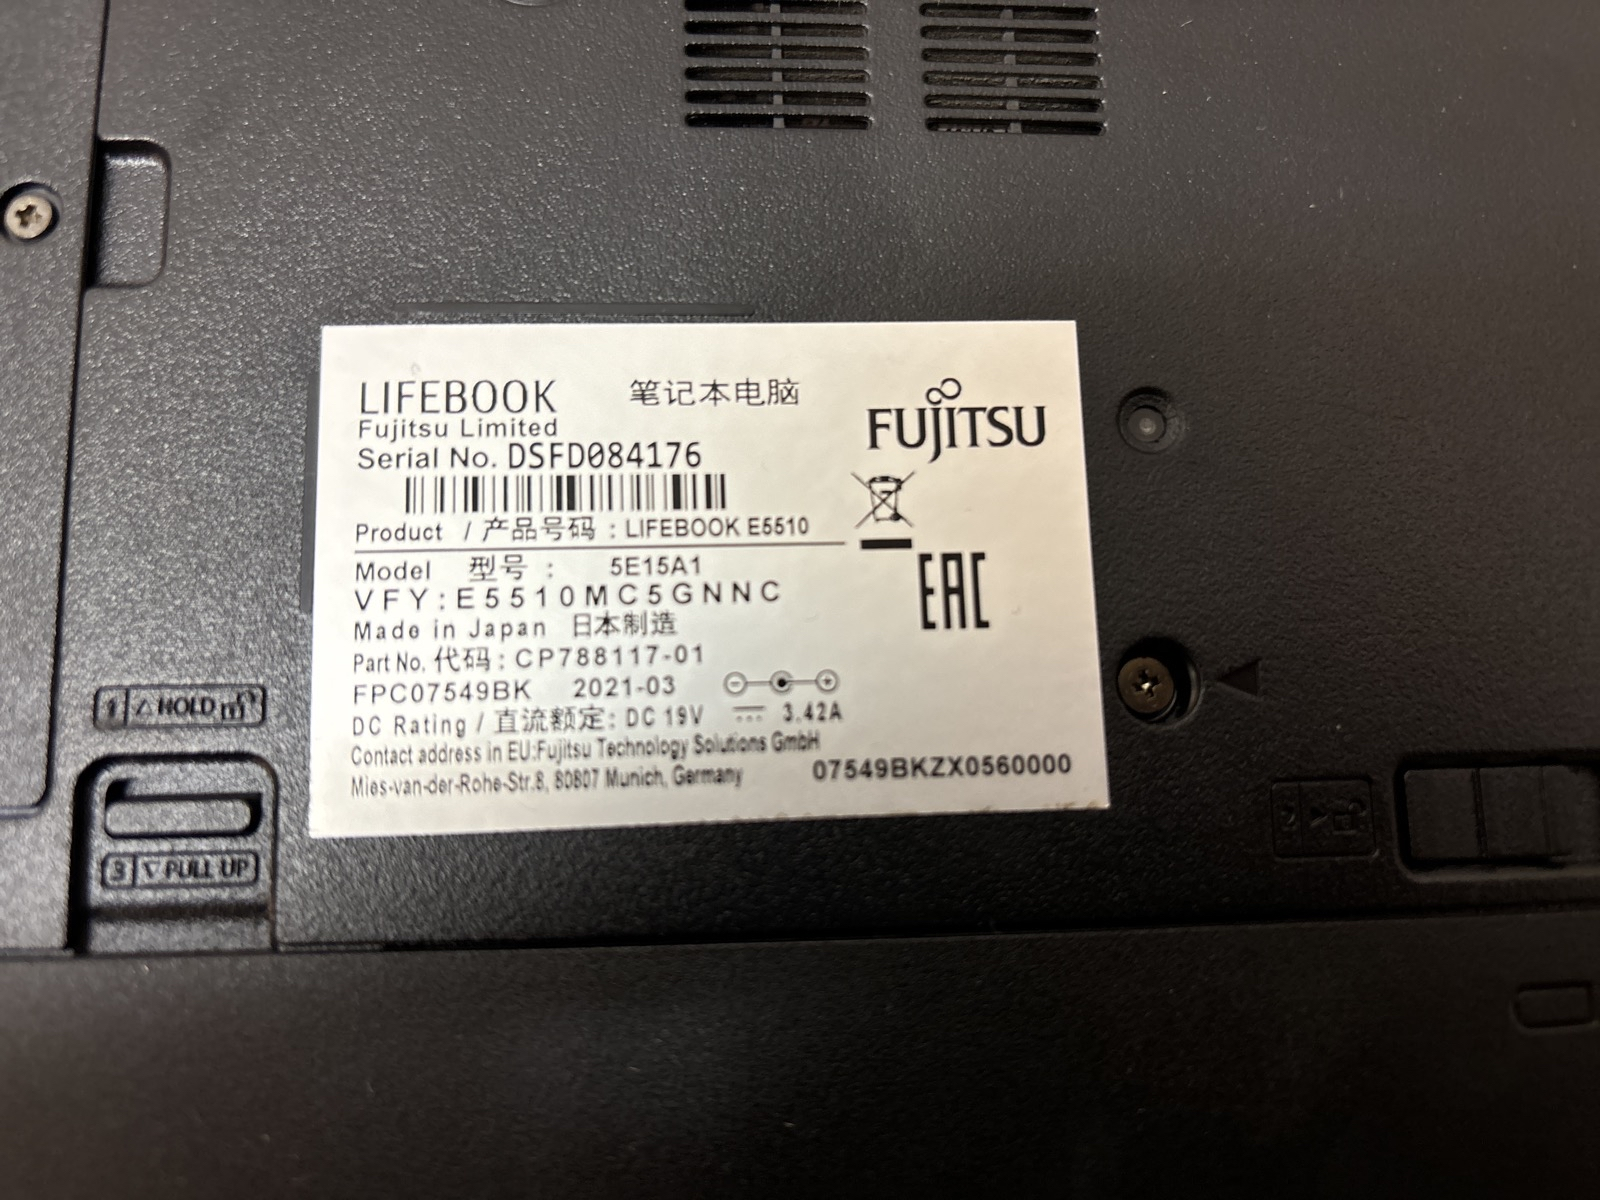 LIFEBOOK 笔记本电脑
FUJITSU
Fujitsu Limited
Serial No. DSFD084176
Product / 产品号码 : LIFEBOOK E5510
Model 型号 : 5E15A1
VFY:E5510MC5GNNC
EAC
Made in Japan 日本制造
Part No. 代码 : CP788117-01
FPC07549BK 2021-03
DC Rating / 直流额定: DC 19V 3.42A
Contact address in EU:Fujitsu Technology Solutions GmbH
Mies-van-der-Rohe-Str.8, 80807 Munich, Germany
07549BKZX0560000
1 HOLD
3 PULL UP